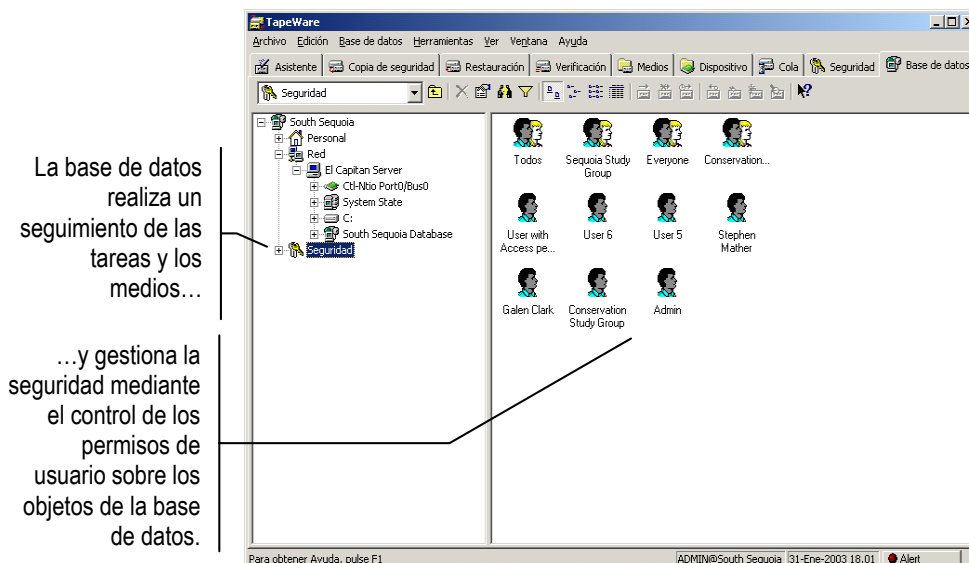 TapeWare
Archivo Edición Base de datos Herramientas Ver Ventana Ayuda
Asistente Copia de seguridad Restauración Verificación Medios Dispositivo Cola Seguridad Base de datos
Seguridad
South Sequoia
Personal
Red
El Capitan Server
Ctl-Ntio Port0/Bus0
System State
C:
South Sequoia Database
Seguridad
Todos
Sequoia Study
Group
Everyone
Conservation...
User with
Access pe...
User 6
User 5
Stephen
Mather
Galen Clark
Conservation
Study Group
Admin
La base de datos
realiza un
seguimiento de las
tareas y los
medios…
…y gestiona la
seguridad mediante
el control de los
permisos de
usuario sobre los
objetos de la base
de datos.
Para obtener Ayuda, pulse F1
ADMIN@South Sequoia 31-Ene-2003 18.01 Alert